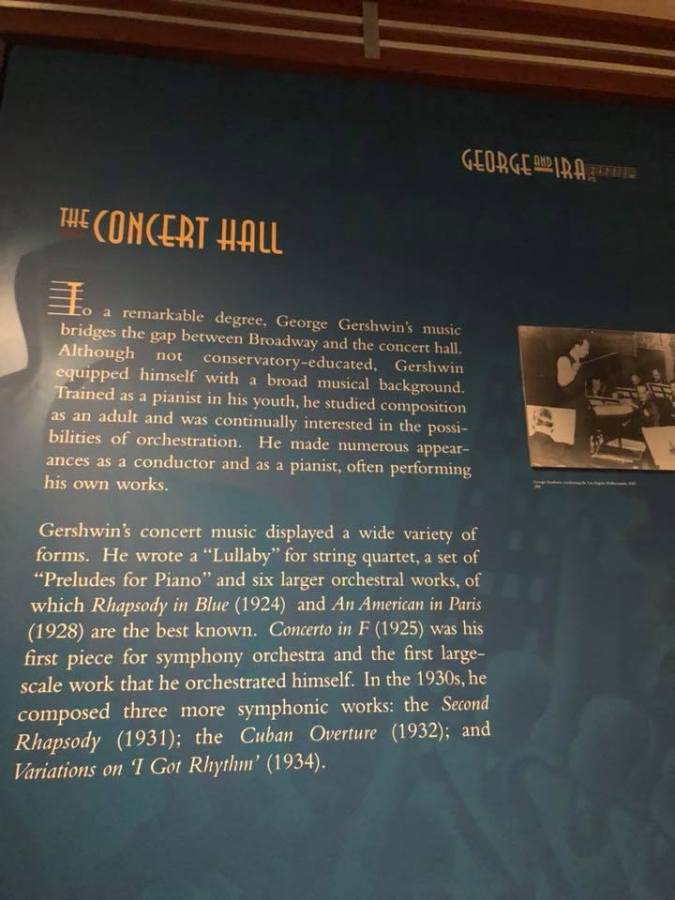 GEORGE AND IRA
THE CONCERT HALL
To a remarkable degree, George Gershwin's music
bridges the gap between Broadway and the concert hall.
Although not conservatory-educated, Gershwin
equipped himself with a broad musical background.
Trained as a pianist in his youth, he studied composition
as an adult and was continually interested in the possi-
bilities of orchestration. He made numerous appear-
ances as a conductor and as a pianist, often performing
his own works.
Gershwin's concert music displayed a wide variety of
forms. He wrote a "Lullaby" for string quartet, a set of
"Preludes for Piano" and six larger orchestral works, of
which Rhapsody in Blue (1924) and An American in Paris
(1928) are the best known. Concerto in F (1925) was his
first piece for symphony orchestra and the first large-
scale work that he orchestrated himself. In the 1930s, he
composed three more symphonic works: the Second
Rhapsody (1931); the Cuban Overture (1932); and
Variations on 'I Got Rhythm' (1934).